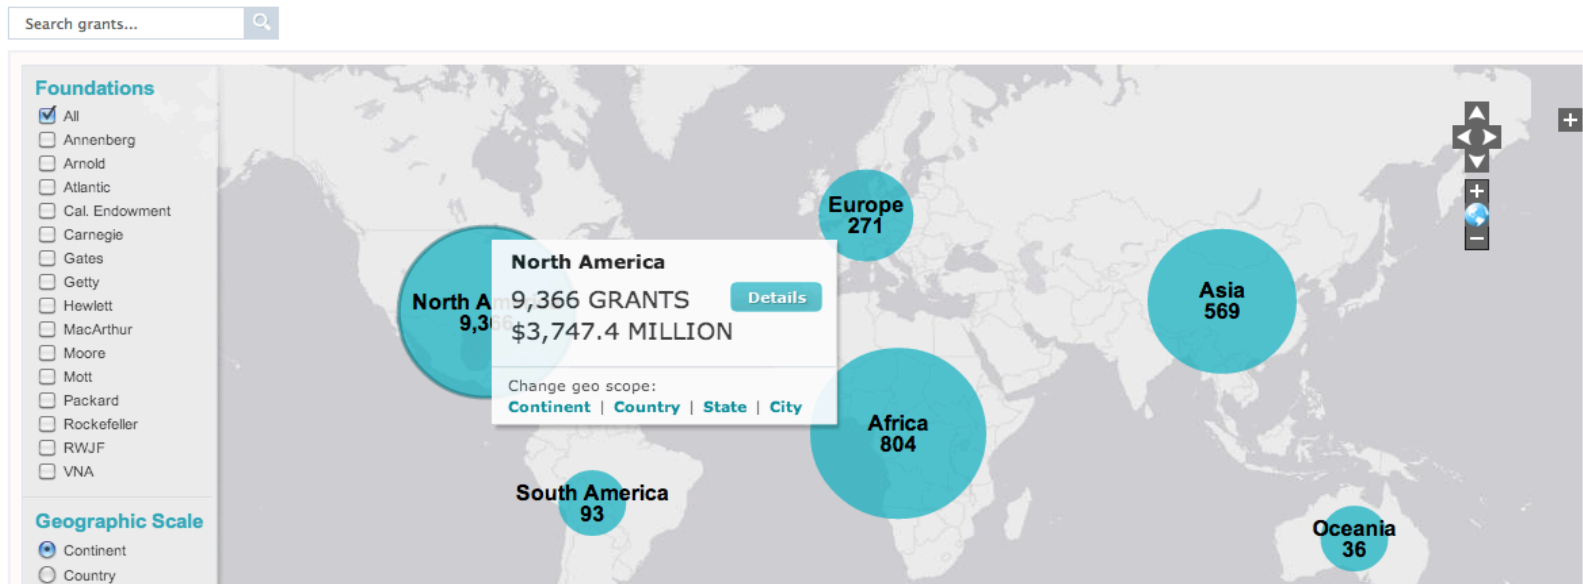 Search grants...
Foundations
All
Annenberg
Arnold
Atlantic
Cal. Endowment
Carnegie
Gates
Getty
Hewlett
MacArthur
Moore
Mott
Packard
Rockefeller
RWJF
VNA
Geographic Scale
Continent
Country
North America
9,366
North America
9,366 GRANTS
Details
$3,747.4 MILLION
Change geo scope:
Continent | Country | State | City
Europe
271
Asia
569
Africa
804
South America
93
Oceania
36